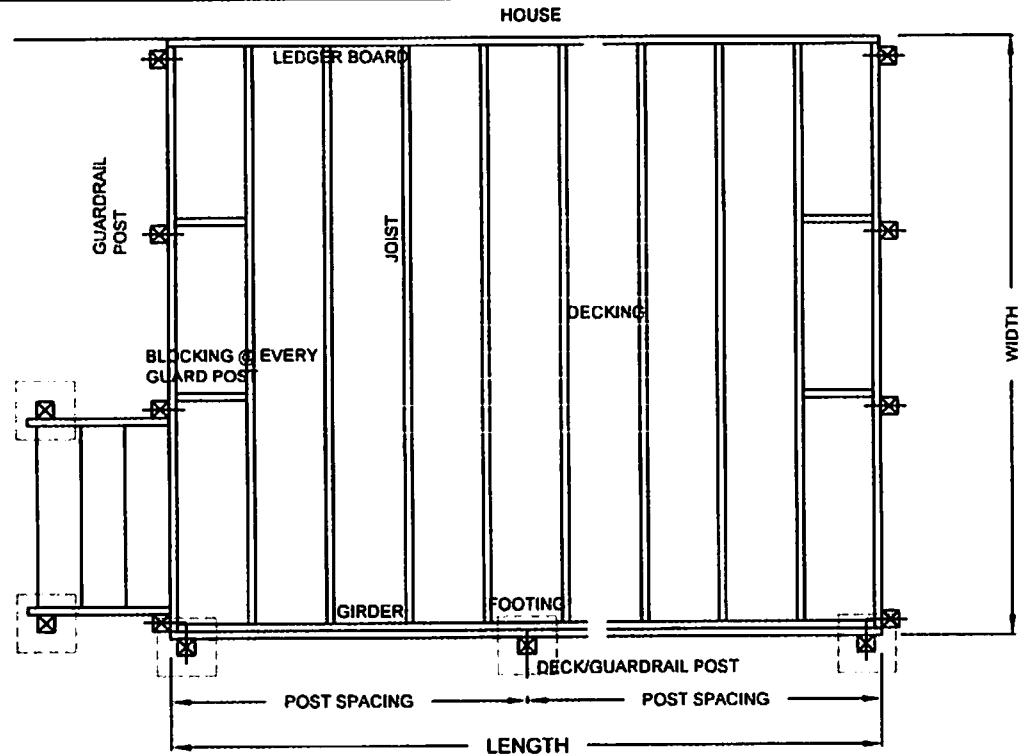 HOUSE
LEDGER BOARD
GUARDRAIL
POST
JOIST
DECKING
WIDTH
BLOCKING @ EVERY
GUARD POST
GIRDER
FOOTING
DECK/GUARDRAIL POST
POST SPACING
POST SPACING
LENGTH